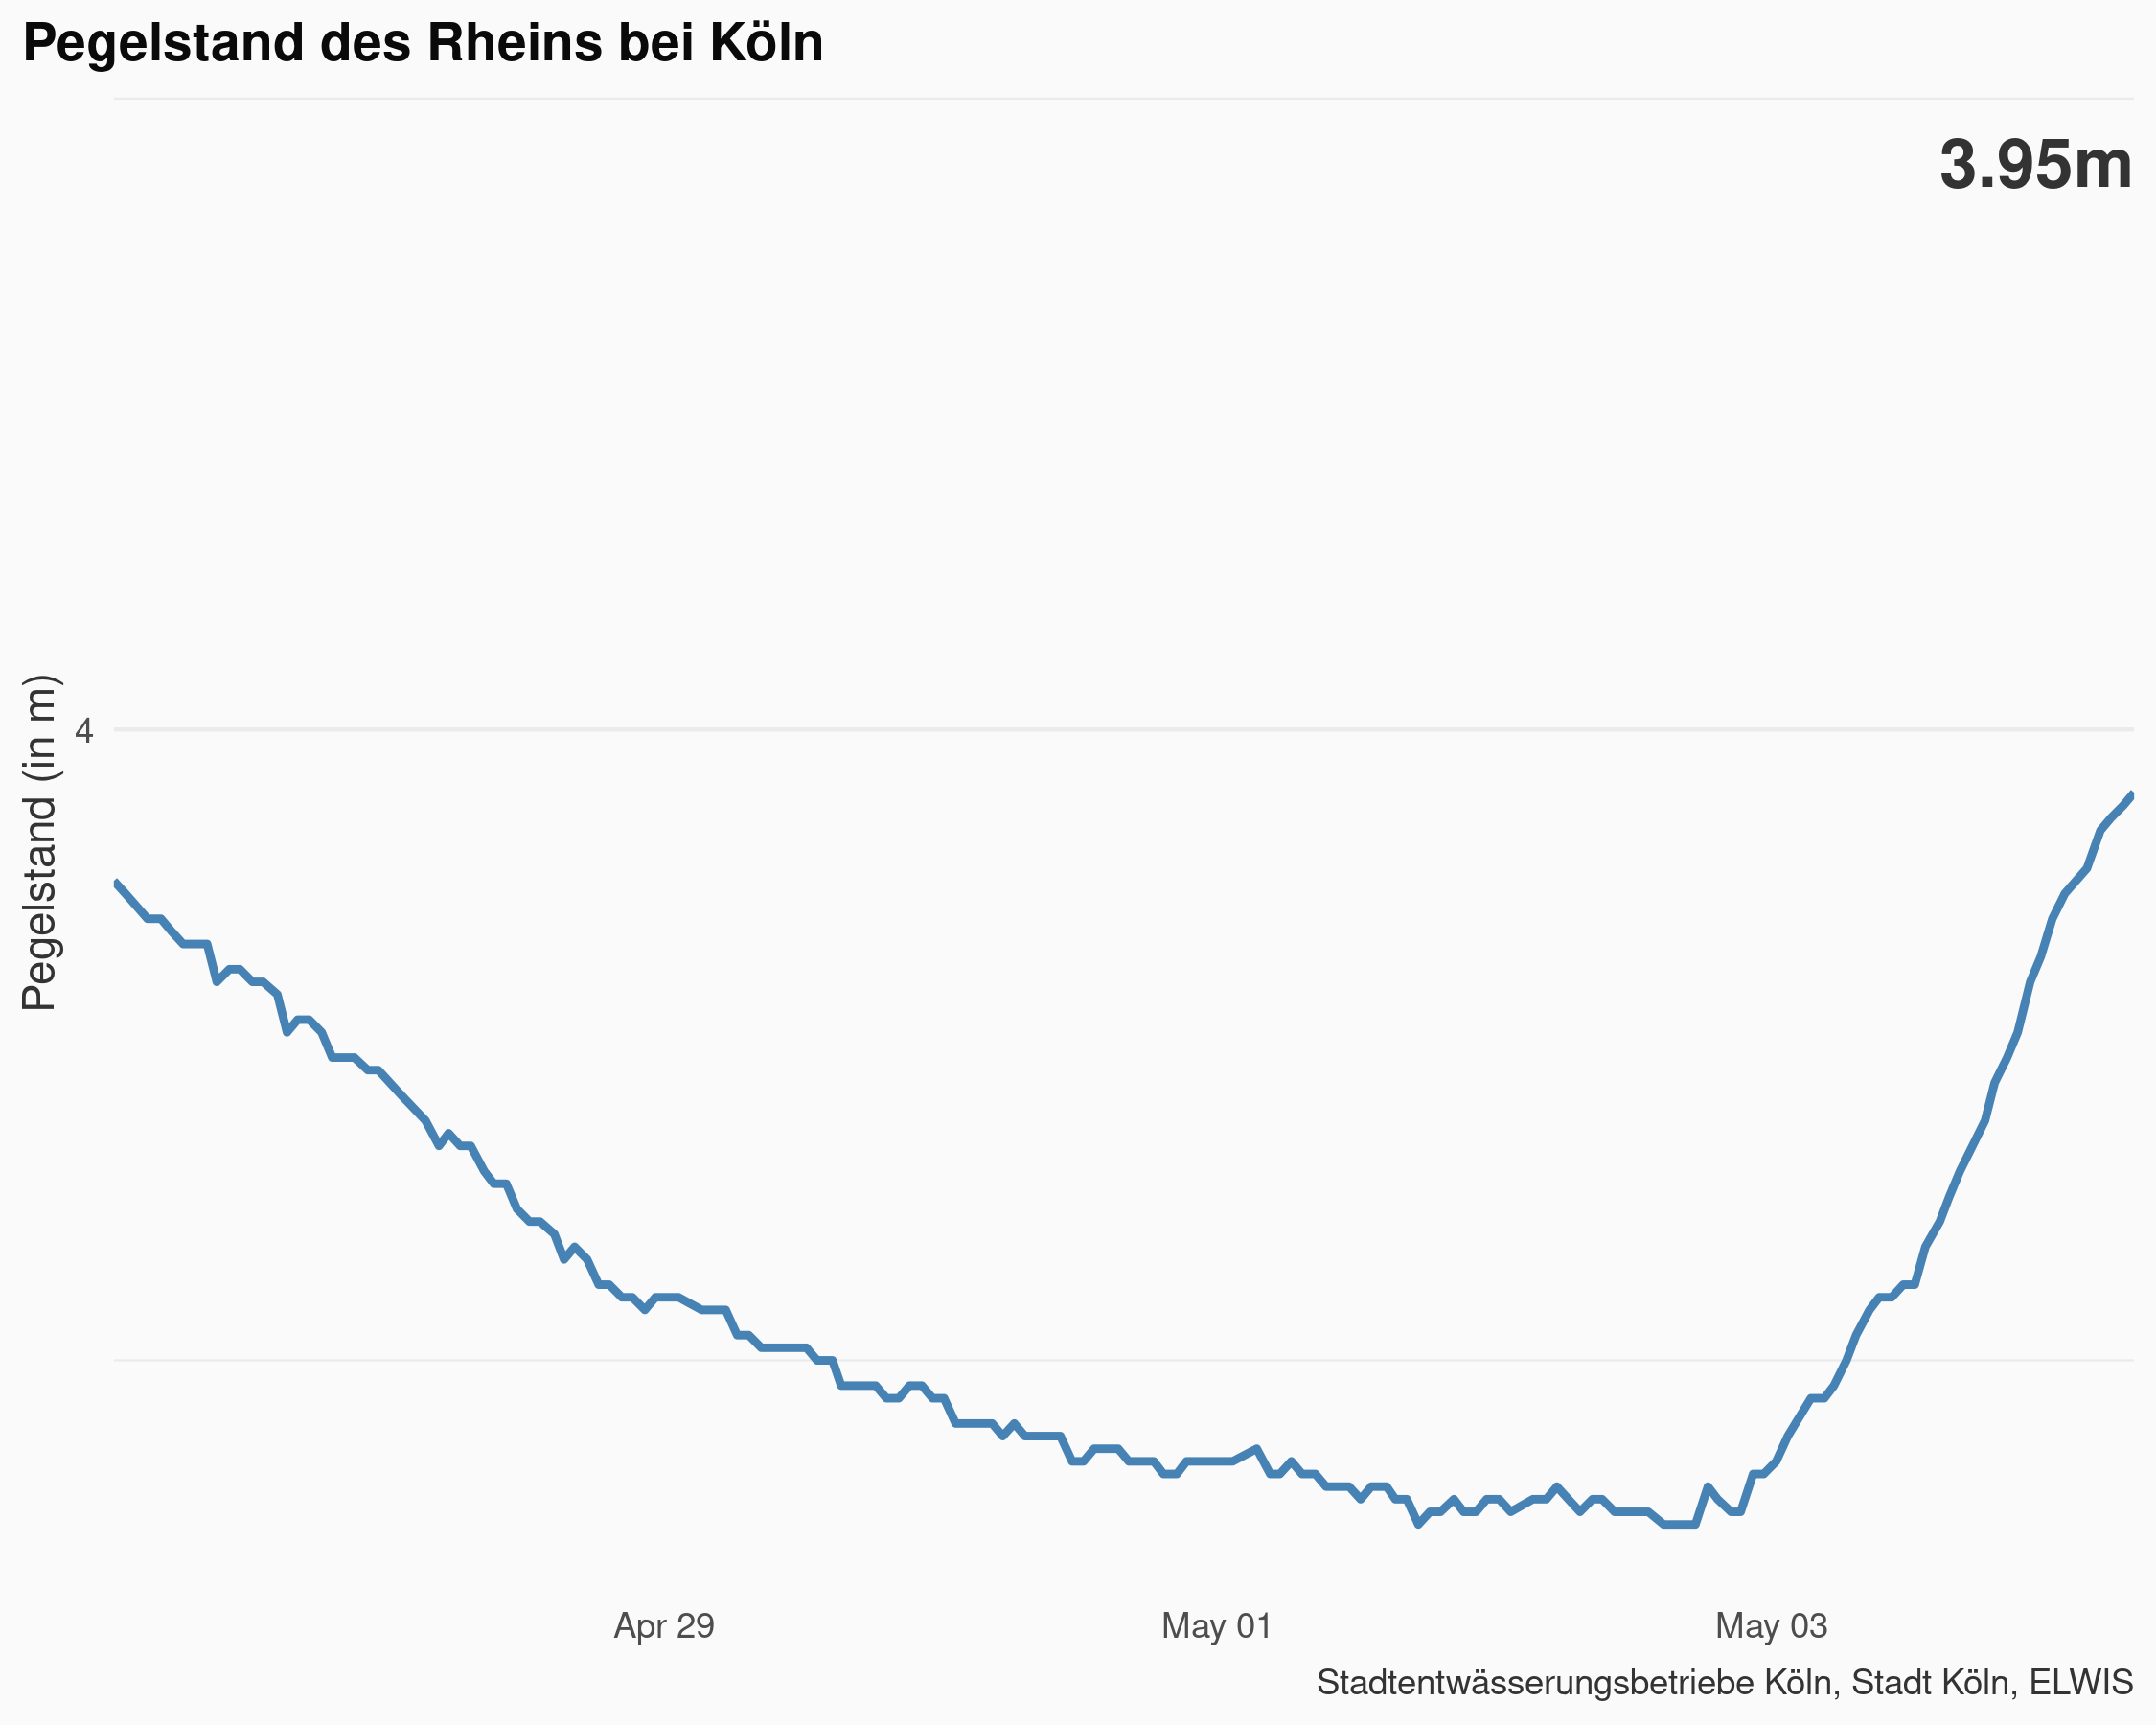 Pegelstand des Rheins bei Köln
3.95m
Pegelstand (in m)
4
Apr 29
May 01
May 03
Stadtentwässerungsbetriebe Köln, Stadt Köln, ELWIS